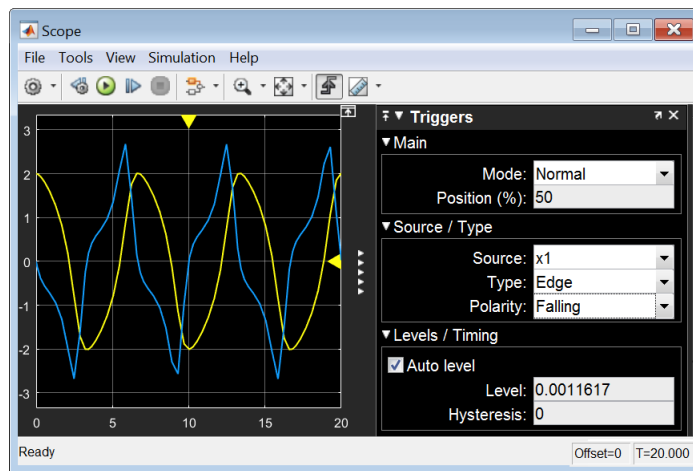 Scope
File Tools View Simulation Help
Triggers
Main
Mode: Normal
Position (%): 50
Source / Type
Source: x1
Type: Edge
Polarity: Falling
Levels / Timing
Auto level
Level: 0.0011617
Hysteresis: 0
3
2
1
0
-1
-2
-3
0 5 10 15 20
Ready Offset=0 T=20.000